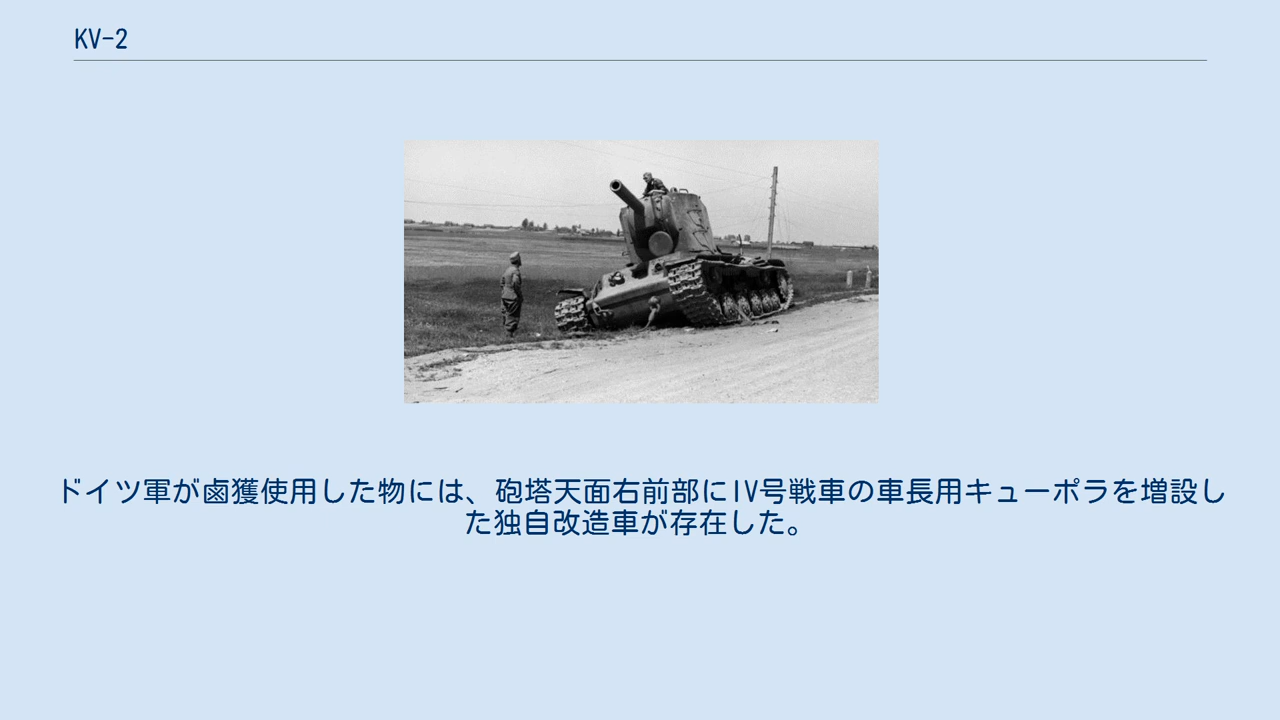 KV-2
ドイツ軍が鹵獲使用した物には、砲塔天面右前部にIV号戦車の車長用キューポラを増設し
た独自改造車が存在した。